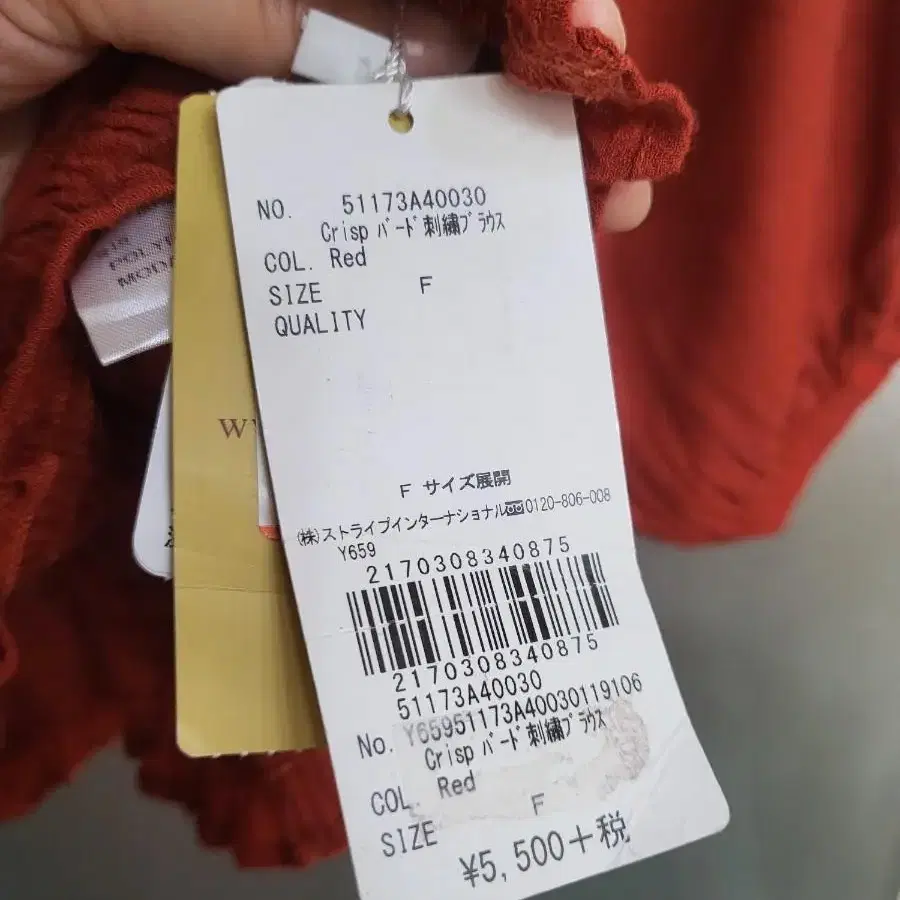 NO. 51173A40030
Crisp バード刺繍ブラウス
COL. Red
SIZE F
QUALITY
F サイズ展開
(株)ストライプインターナショナル 0120-806-008
Y659
2170308340875
2170308340875
51173A40030
No. Y65951173A40030119106
Crisp バード刺繍ブラウス
COL. Red
SIZE F
¥5,500+税